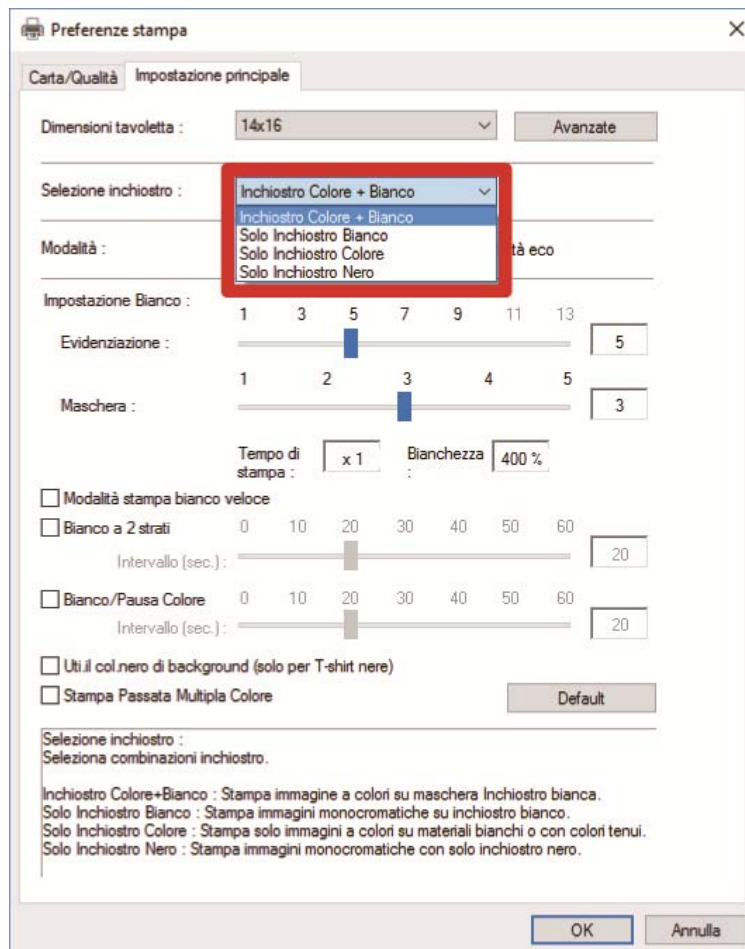 Preferenze stampa
Carta/Qualità Impostazione principale
Dimensioni tavoletta : 14x16 Avanzate
Selezione inchiostro : Inchiostro Colore + Bianco
Inchiostro Colore + Bianco
Solo Inchiostro Bianco
Modalità : Solo Inchiostro Colore tà eco
Solo Inchiostro Nero
Impostazione Bianco :
1 3 5 7 9 11 13
Evidenziazione : 5
1 2 3 4 5
Maschera : 3
Tempo di stampa : x 1 Bianchezza : 400 %
Modalità stampa bianco veloce
Bianco a 2 strati 0 10 20 30 40 50 60
Intervallo (sec.) : 20
Bianco/Pausa Colore 0 10 20 30 40 50 60
Intervallo (sec.) : 20
Uti.il col.nero di background (solo per T-shirt nere)
Stampa Passata Multipla Colore Default
Selezione inchiostro :
Seleziona combinazioni inchiostro.
Inchiostro Colore+Bianco : Stampa immagine a colori su maschera Inchiostro bianca.
Solo Inchiostro Bianco : Stampa immagini monocromatiche su inchiostro bianco.
Solo Inchiostro Colore : Stampa solo immagini a colori su materiali bianchi o con colori tenui.
Solo Inchiostro Nero : Stampa immagini monocromatiche con solo inchiostro nero.
OK Annulla